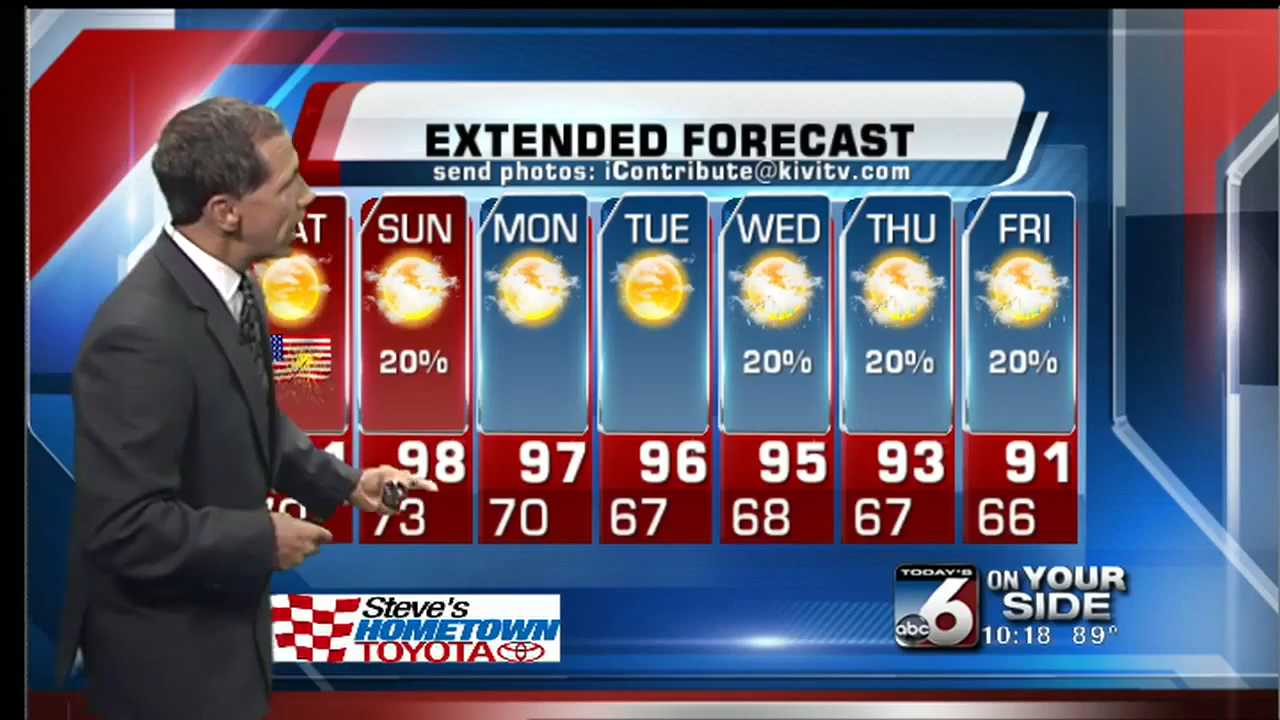 EXTENDED FORECAST
send photos: iContribute@kivitv.com
AT SUN MON TUE WED THU FRI
20% 20% 20% 20%
98 97 96 95 93 91
73 70 67 68 67 66
Steve's
HOMETOWN
TOYOTA
TODAY'S
abc 6
ON YOUR
SIDE
10:18 89°